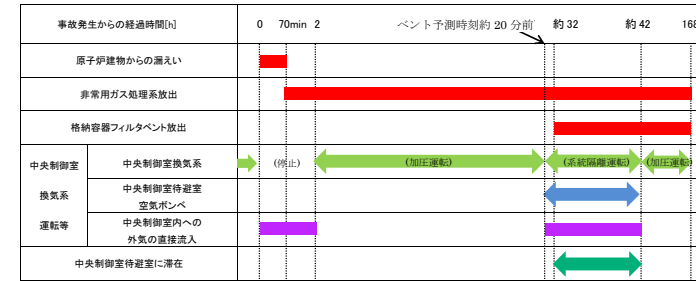 事故発生からの経過時間[h] 0 70min 2 ベント予測時刻約 20 分前 約 32 約 42 168
原子炉建物からの漏えい
非常用ガス処理系放出
格納容器フィルタベント放出
中央制御室
換気系
運転等
中央制御室換気系 (停止) (加圧運転) (系統隔離運転) (加圧運転)
中央制御室待避室
空気ボンベ
中央制御室内への
外気の直接流入
中央制御室待避室に滞在